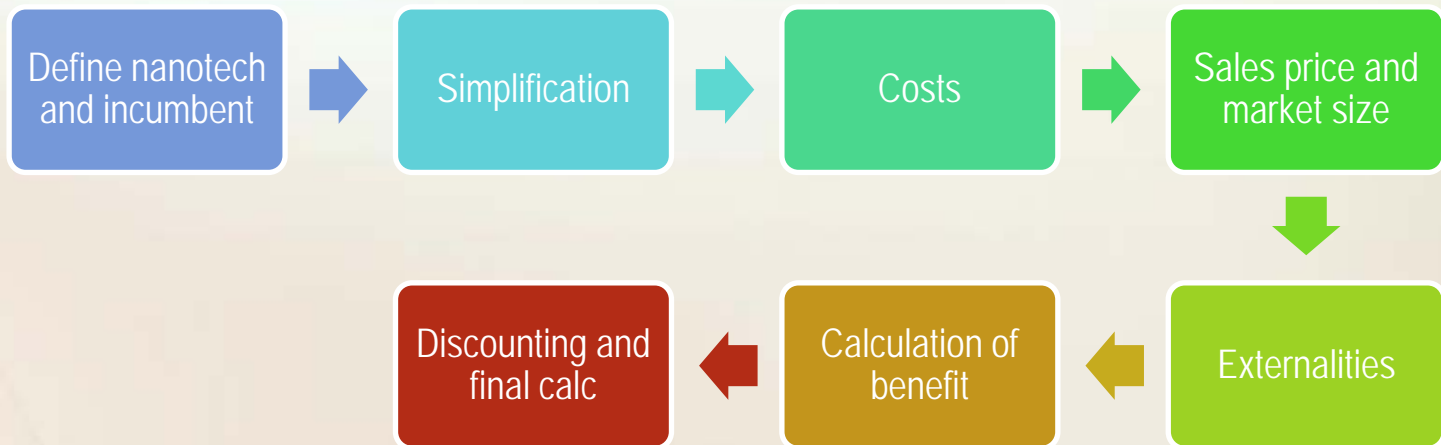 Define nanotech
and incumbent
Simplification
Costs
Sales price and
market size
Externalities
Calculation of
benefit
Discounting and
final calc